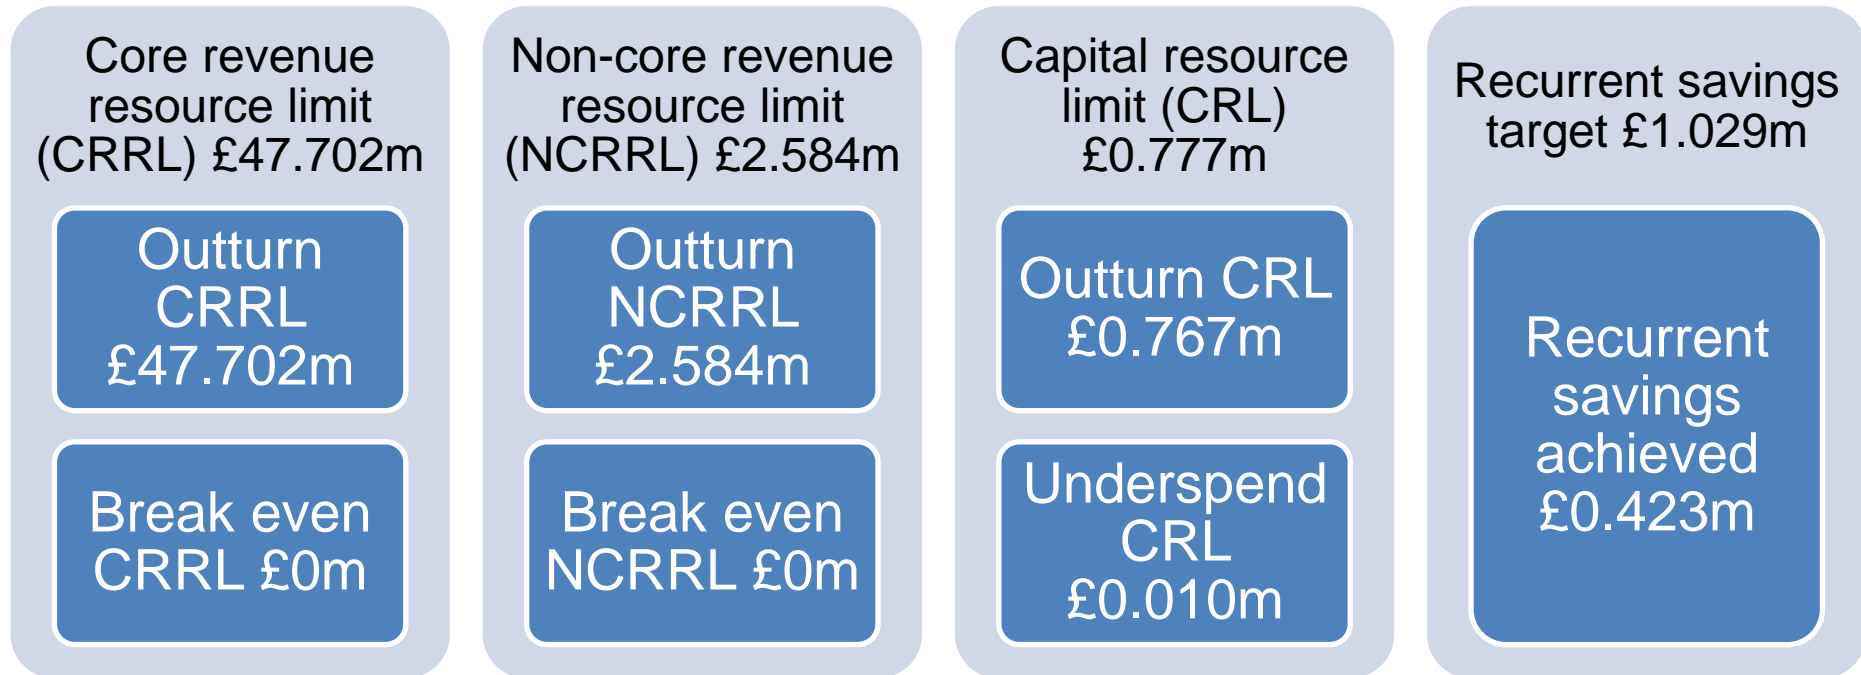 Core revenue
resource limit
(CRRL) £47.702m
Outturn
CRRL
£47.702m
Break even
CRRL £0m
Non-core revenue
resource limit
(NCRRL) £2.584m
Outturn
NCRRL
£2.584m
Break even
NCRRL £0m
Capital resource
limit (CRL)
£0.777m
Outturn CRL
£0.767m
Underspend
CRL
£0.010m
Recurrent savings
target £1.029m
Recurrent
savings
achieved
£0.423m